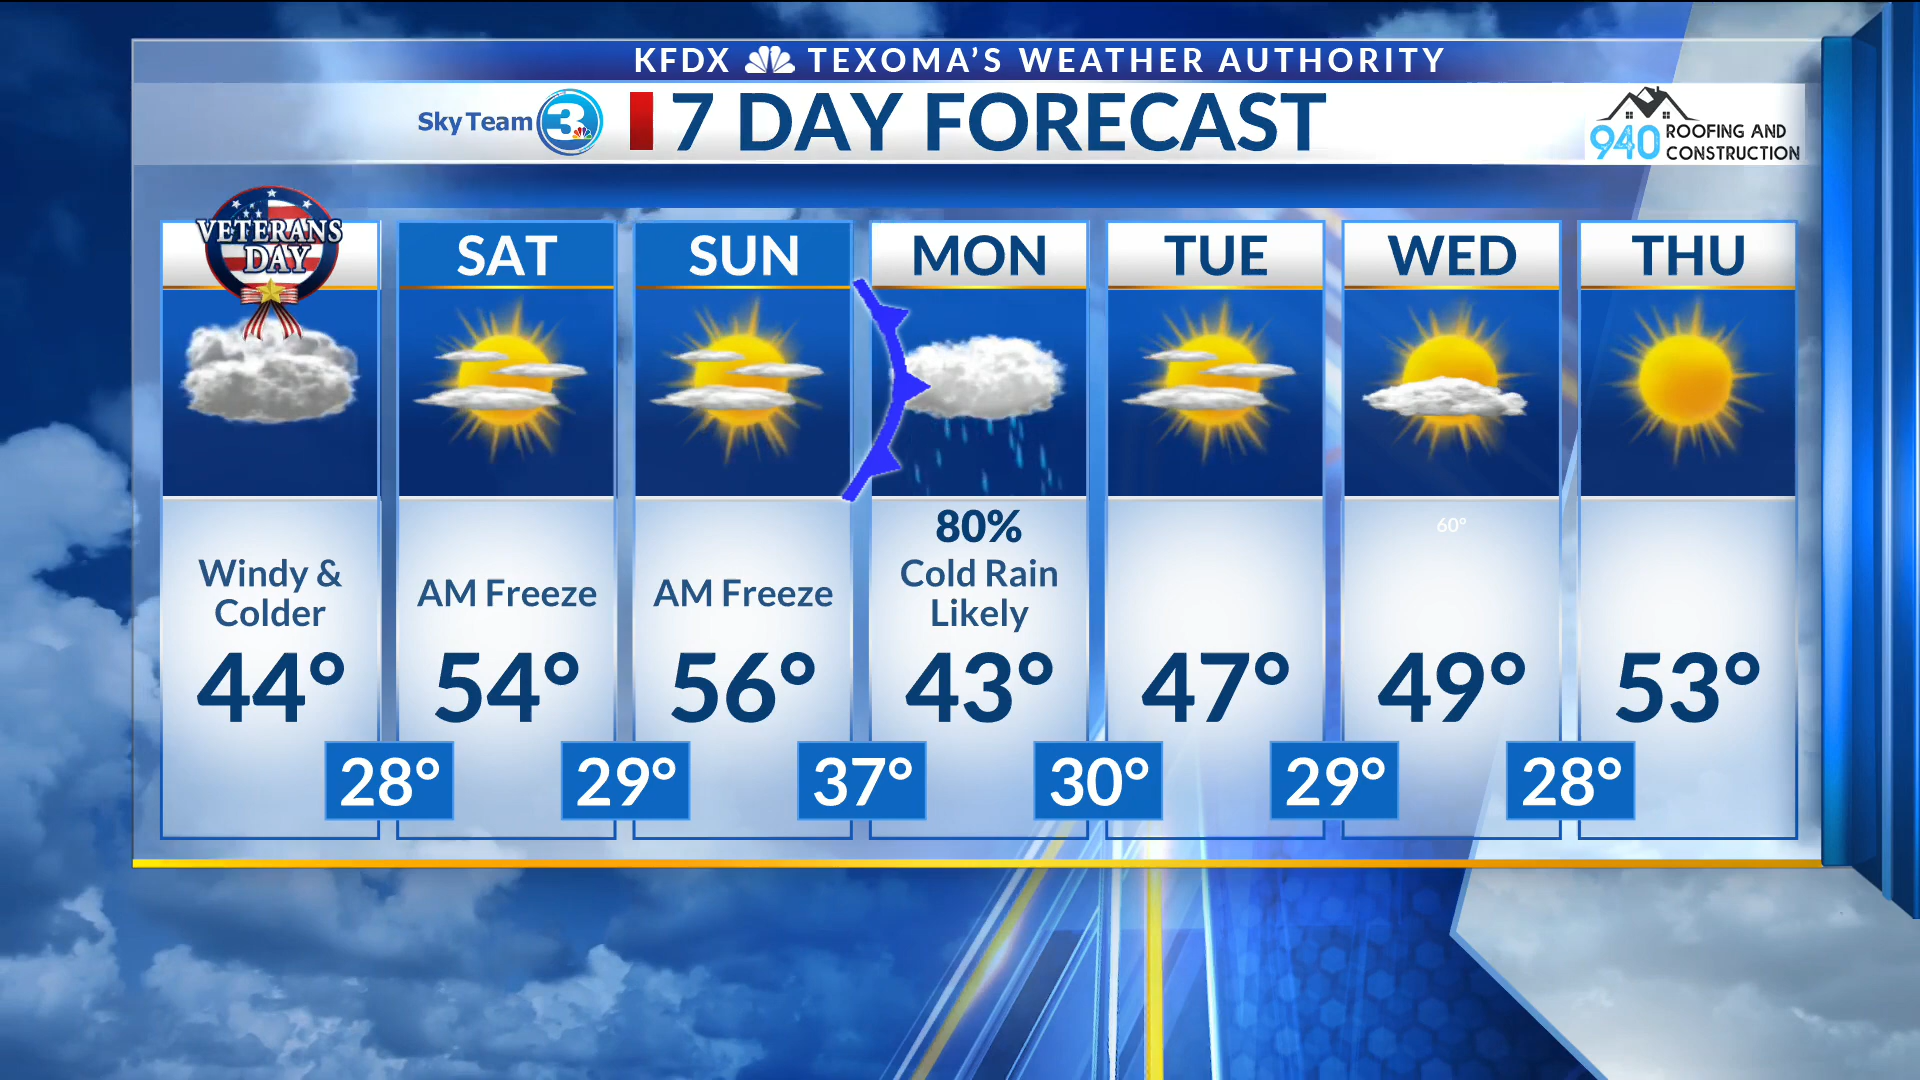 KFDX TEXOMA'S WEATHER AUTHORITY
Sky Team 3 7 DAY FORECAST
940 ROOFING AND
CONSTRUCTION
VETERANS
DAY
SAT
SUN
MON
TUE
WED
THU
Windy &
Colder
44°
AM Freeze
54°
AM Freeze
56°
80%
Cold Rain
Likely
43°
47°
60°
49°
53°
28°
29°
37°
30°
29°
28°